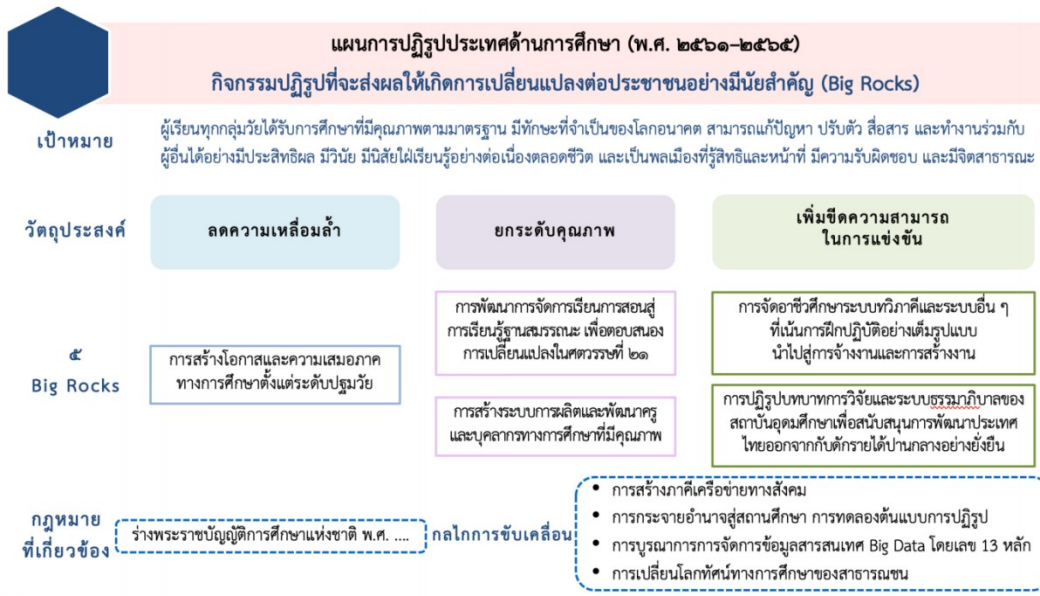 แผนการปฏิรูปประเทศด้านการศึกษา (พ.ศ. ๒๕๖๑–๒๕๖๕)
กิจกรรมปฏิรูปที่จะส่งผลให้เกิดการเปลี่ยนแปลงต่อประชาชนอย่างมีนัยสำคัญ (Big Rocks)
เป้าหมาย
ผู้เรียนทุกกลุ่มวัยได้รับการศึกษาที่มีคุณภาพตามมาตรฐาน มีทักษะที่จำเป็นของโลกอนาคต สามารถแก้ปัญหา ปรับตัว สื่อสาร และทำงานร่วมกับ
ผู้อื่นได้อย่างมีประสิทธิผล มีวินัย มีนิสัยใฝ่เรียนรู้อย่างต่อเนื่องตลอดชีวิต และเป็นพลเมืองที่รู้สิทธิและหน้าที่ มีความรับผิดชอบ และมีจิตสาธารณะ
วัตถุประสงค์
ลดความเหลื่อมล้ำ
ยกระดับคุณภาพ
เพิ่มขีดความสามารถ
ในการแข่งขัน
๕
Big Rocks
การสร้างโอกาสและความเสมอภาค
ทางการศึกษาตั้งแต่ระดับปฐมวัย
การพัฒนาการจัดการเรียนการสอนสู่
การเรียนรู้ฐานสมรรถนะ เพื่อตอบสนอง
การเปลี่ยนแปลงในศตวรรษที่ ๒๑
การสร้างระบบการผลิตและพัฒนาครู
และบุคลากรทางการศึกษาที่มีคุณภาพ
การจัดอาชีวศึกษาระบบทวิภาคีและระบบอื่น ๆ
ที่เน้นการฝึกปฏิบัติอย่างเต็มรูปแบบ
นำไปสู่การจ้างงานและการสร้างงาน
การปฏิรูปบทบาทการวิจัยและระบบธรรมาภิบาลของ
สถาบันอุดมศึกษาเพื่อสนับสนุนการพัฒนาประเทศ
ไทยออกจากกับดักรายได้ปานกลางอย่างยั่งยืน
กฎหมาย
ที่เกี่ยวข้อง
ร่างพระราชบัญญัติการศึกษาแห่งชาติ พ.ศ. ....
กลไกการขับเคลื่อน
• การสร้างภาคีเครือข่ายทางสังคม
• การกระจายอำนาจสู่สถานศึกษา การทดลองต้นแบบการปฏิรูป
• การบูรณาการการจัดการข้อมูลสารสนเทศ Big Data โดยเลข 13 หลัก
• การเปลี่ยนโลกทัศน์ทางการศึกษาของสาธารณชน